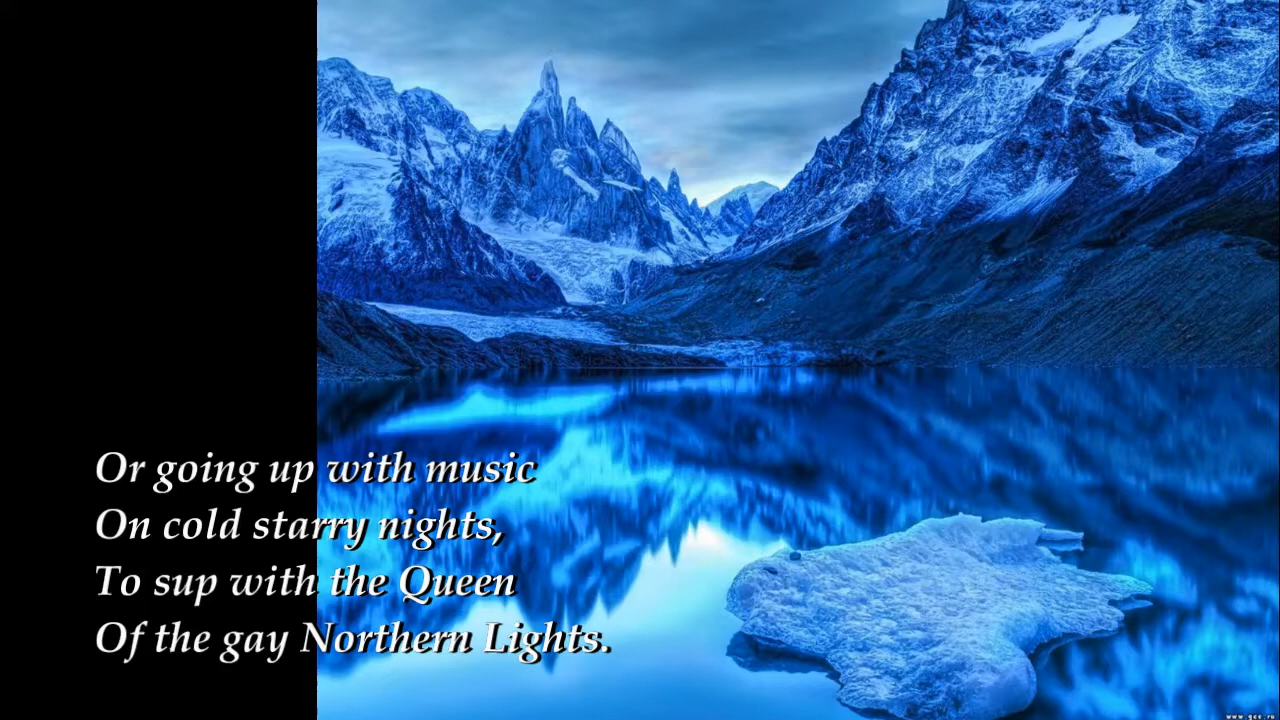 Or going up with music
On cold starry nights,
To sup with the Queen
Of the gay Northern Lights.